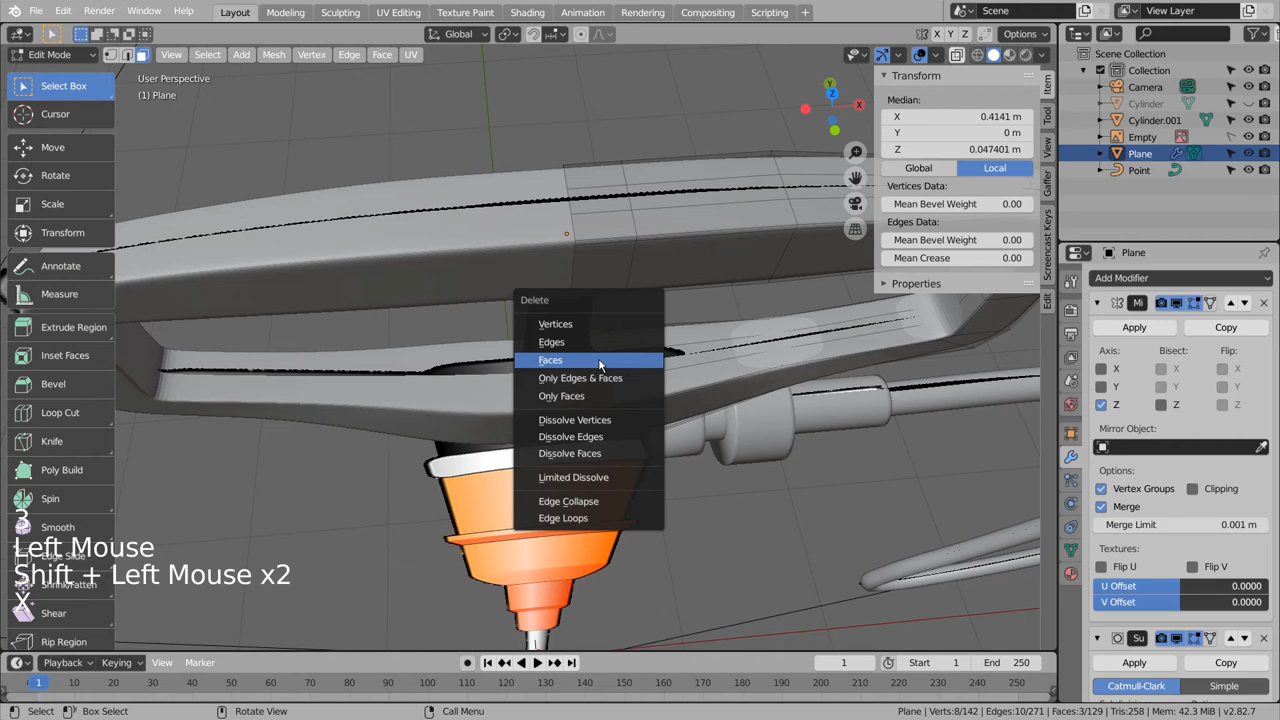 File Edit Render Window Help Layout Modeling Sculpting UV Editing Texture Paint Shading Animation Rendering Compositing Scripting + Scene View Layer
Global Options
Edit Mode View Select Add Mesh Vertex Edge Face UV X Y Z
User Perspective
(1) Plane
Select Box
Cursor
Move
Rotate
Scale
Transform
Annotate
Measure
Extrude Region
Inset Faces
Bevel
Loop Cut
Knife
Poly Build
Spin
Smooth
Edge Slide
Shrink/Fatten
Shear
Rip Region
3
Left Mouse
Shift + Left Mouse x2
X
Delete
Vertices
Edges
Faces
Only Edges & Faces
Only Faces
Dissolve Vertices
Dissolve Edges
Dissolve Faces
Limited Dissolve
Edge Collapse
Edge Loops
Y
Z
X
Transform
Median:
X 0.4141 m
Y 0 m
Z 0.047401 m
Global Local
Vertices Data:
Mean Bevel Weight 0.00
Edges Data:
Mean Bevel Weight 0.00
Mean Crease 0.00
Properties
Item
Tool
View
Gaffer
Screencast Keys
Edit
Scene Collection
Collection
Camera
Cylinder
Cylinder.001
Empty
Plane
Point
Plane
Add Modifier
Mi
Apply Copy
Axis: Bisect: Flip:
X X X
Y Y Y
Z Z Z
Mirror Object:
Options:
Vertex Groups Clipping
Merge
Merge Limit 0.001 m
Textures:
Flip U Flip V
U Offset 0.0000
V Offset 0.0000
Su
Apply Copy
Catmull-Clark Simple
Playback Keying View Marker 1 Start 1 End 250
1 10 20 30 40 50 60 70 80 90 100 110 120 130 140 150 160 170 180 190 200 210 220 230 240 250
Select Box Select Rotate View Call Menu Plane | Verts:8/142 | Edges:10/271 | Faces:3/129 | Tris:258 | Mem: 42.3 MiB | v2.82.7